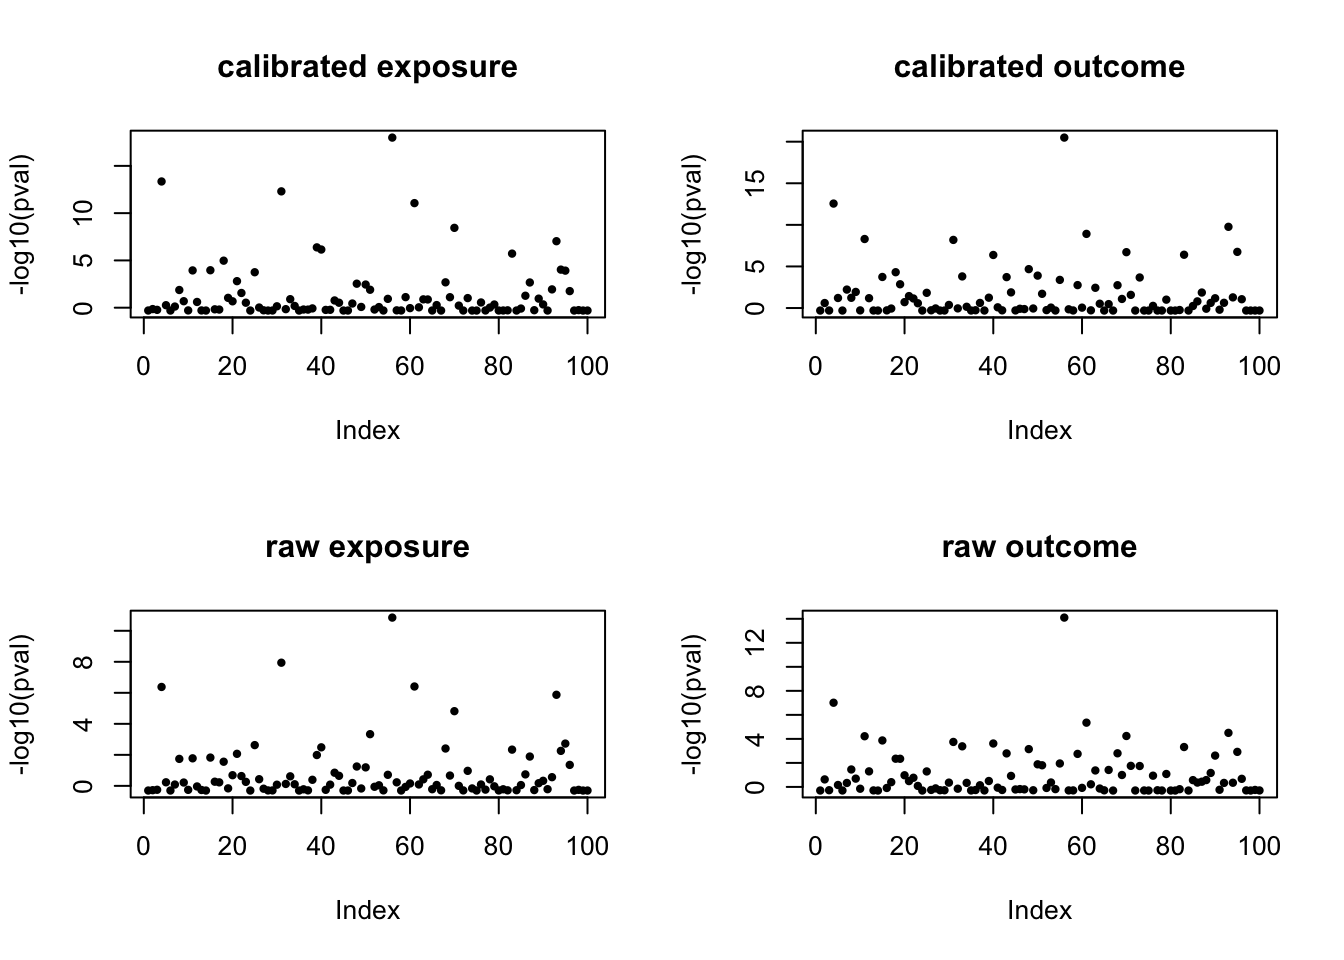 calibrated exposure
-log10(pval)
10
5
0
0 20 40 60 80 100
Index
calibrated outcome
-log10(pval)
15
5
0
0 20 40 60 80 100
Index
raw exposure
-log10(pval)
8
4
0
0 20 40 60 80 100
Index
raw outcome
-log10(pval)
12
8
4
0
0 20 40 60 80 100
Index